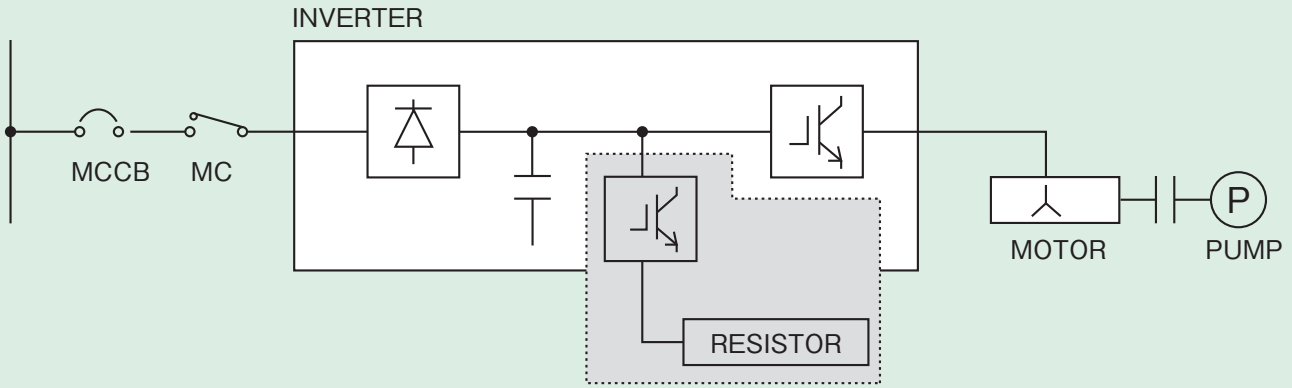 INVERTER
MCCB
MC
P
MOTOR
PUMP
RESISTOR